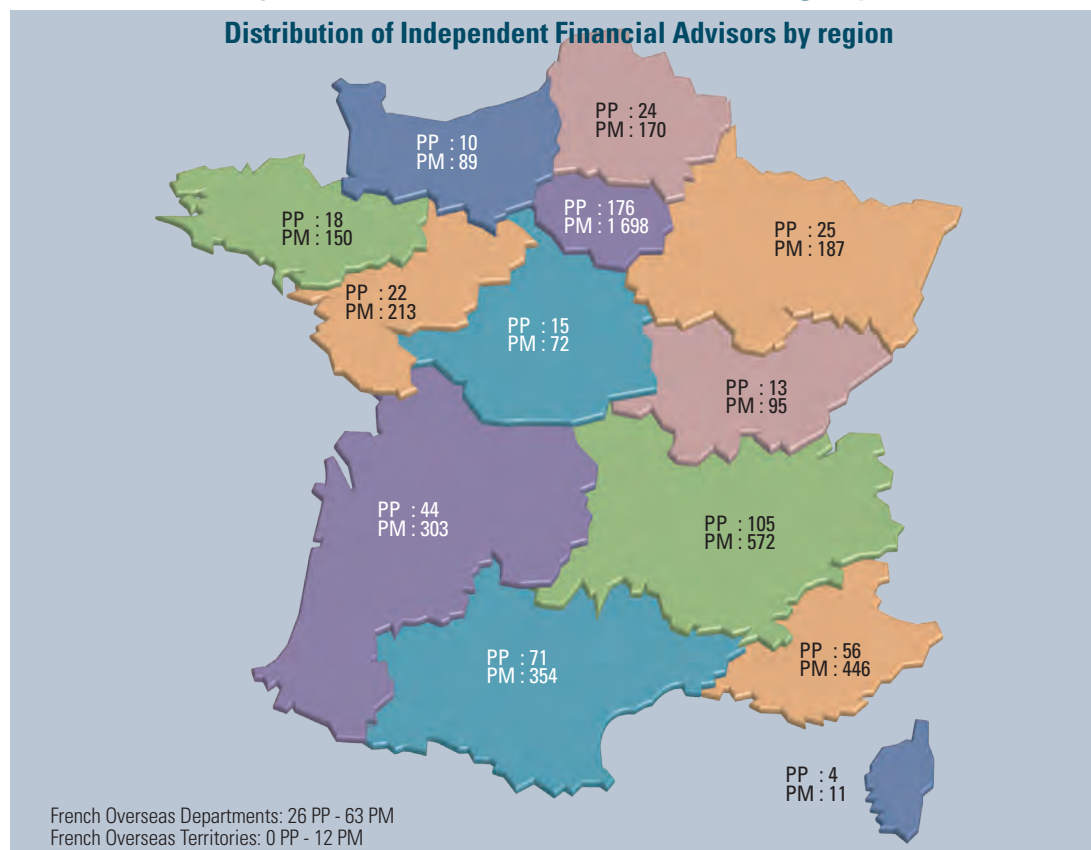 Distribution of Independent Financial Advisors by region
PP : 24
PM : 170
PP : 10
PM : 89
PP : 176
PM : 1 698
PP : 18
PM : 150
PP : 25
PM : 187
PP : 22
PM : 213
PP : 15
PM : 72
PP : 13
PM : 95
PP : 44
PM : 303
PP : 105
PM : 572
PP : 71
PM : 354
PP : 56
PM : 446
PP : 4
PM : 11
French Overseas Departments: 26 PP - 63 PM
French Overseas Territories: 0 PP - 12 PM